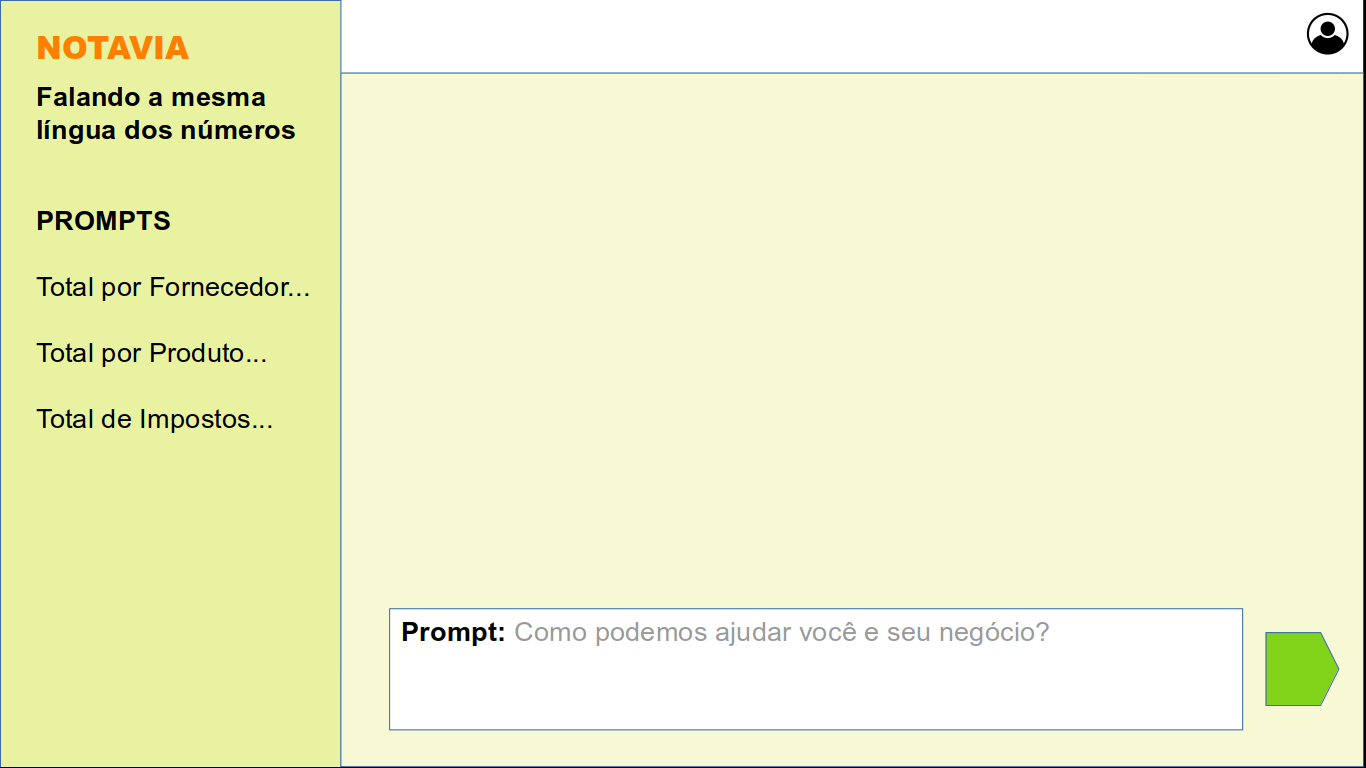 NOTAVIA
Falando a mesma
língua dos números
PROMPTS
Total por Fornecedor...
Total por Produto...
Total de Impostos...
Prompt: Como podemos ajudar você e seu negócio?